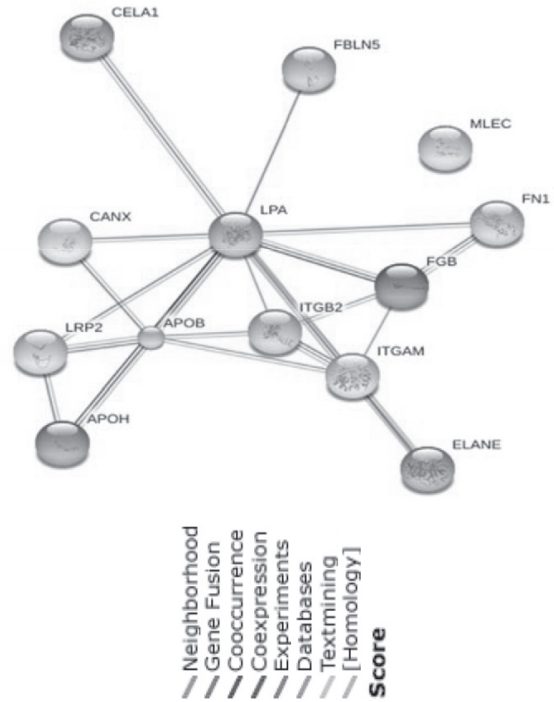 CELA1
FBLN5
MLEC
FN1
CANX
LPA
FGB
ITGB2
LRP2
APOB
ITGAM
APOH
ELANE
Neighborhood
Gene Fusion
Cooccurrence
Coexpression
Experiments
Databases
Textmining
[Homology]
Score